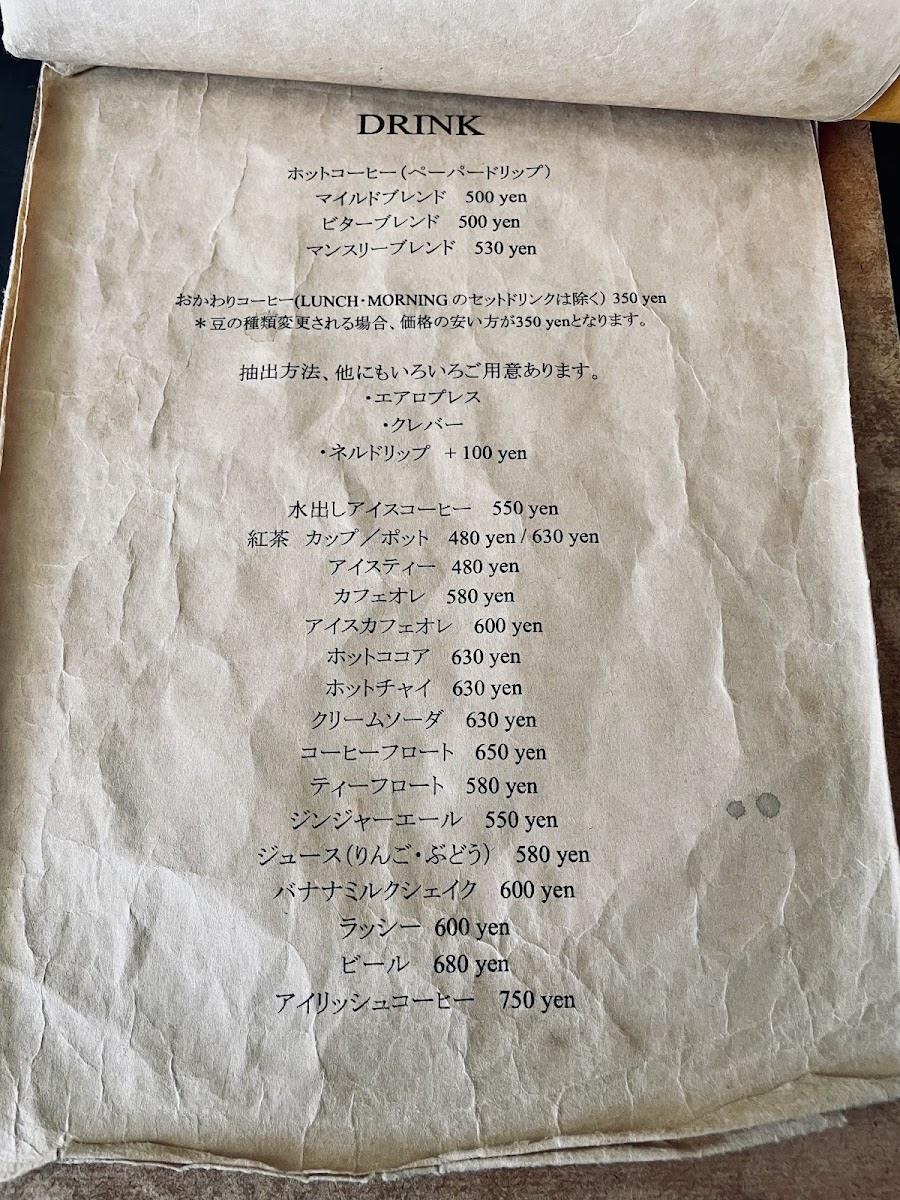 DRINK
ホットコーヒー(ペーパードリップ)
マイルドブレンド 500 yen
ビターブレンド 500 yen
マンスリーブレンド 530 yen
おかわりコーヒー(LUNCH・MORNING のセットドリンクは除く) 350 yen
＊豆の種類変更される場合、価格の安い方が350 yenとなります。
抽出方法、他にもいろいろご用意あります。
・エアロプレス
・クレバー
・ネルドリップ +100 yen
水出しアイスコーヒー 550 yen
紅茶 カップ／ポット 480 yen / 630 yen
アイスティー 480 yen
カフェオレ 580 yen
アイスカフェオレ 600 yen
ホットココア 630 yen
ホットチャイ 630 yen
クリームソーダ 630 yen
コーヒーフロート 650 yen
ティーフロート 580 yen
ジンジャーエール 550 yen
ジュース(りんご・ぶどう) 580 yen
バナナミルクシェイク 600 yen
ラッシー 600 yen
ビール 680 yen
アイリッシュコーヒー 750 yen